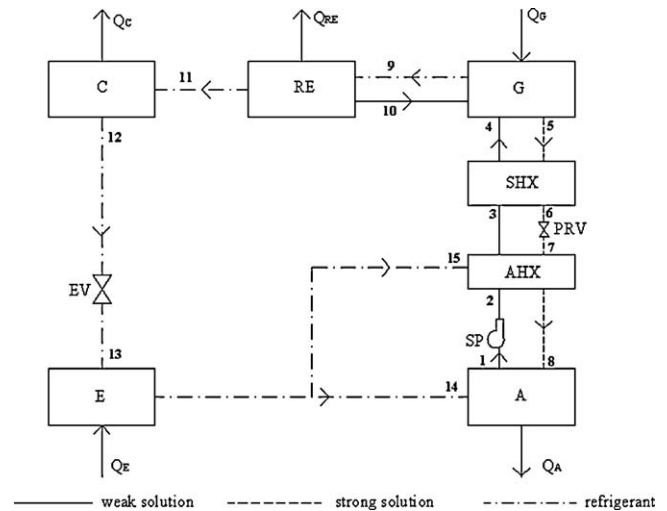 QC QRE QG
11 9
C RE G
10
12 4 5
SHX
3 6
PRV
7
15 AHX
EV 2
SP
13 1 8
14
E A
QE QA
weak solution strong solution refrigerant